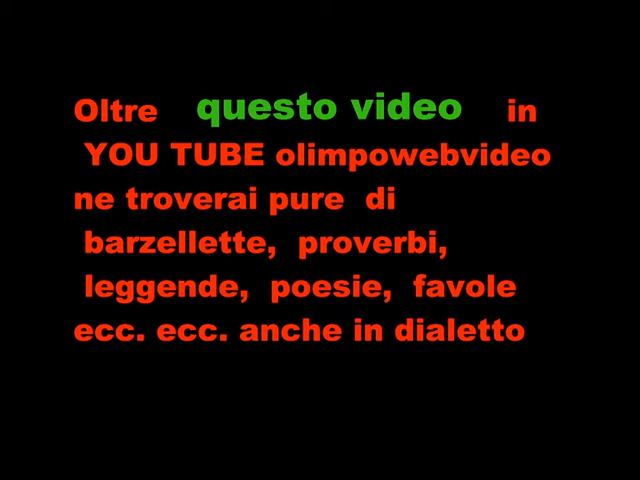 Oltre questo video in
YOU TUBE olimpowebvideo
ne troverai pure di
barzellette, proverbi,
leggende, poesie, favole
ecc. ecc. anche in dialetto